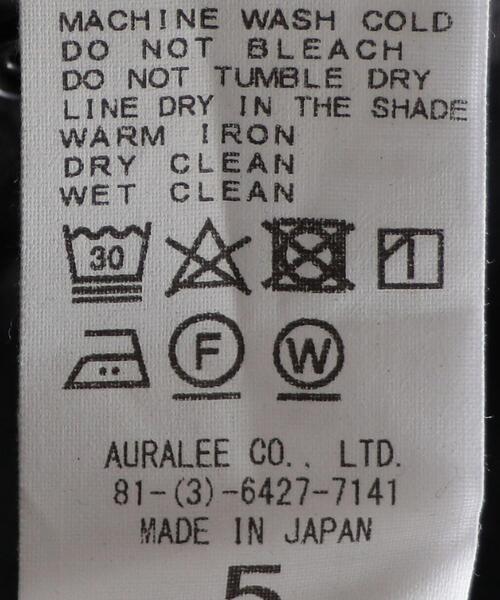 MACHINE WASH COLD
DO NOT BLEACH
DO NOT TUMBLE DRY
LINE DRY IN THE SHADE
WARM IRON
DRY CLEAN
WET CLEAN
30
F W
AURALEE CO., LTD.
81-(3)-6427-7141
MADE IN JAPAN
5